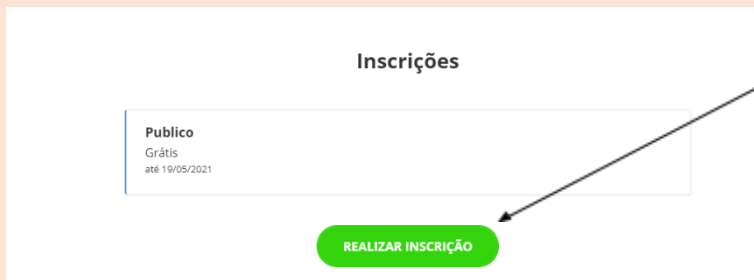 Inscrições
Publico
Grátis
até 19/05/2021
REALIZAR INSCRIÇÃO